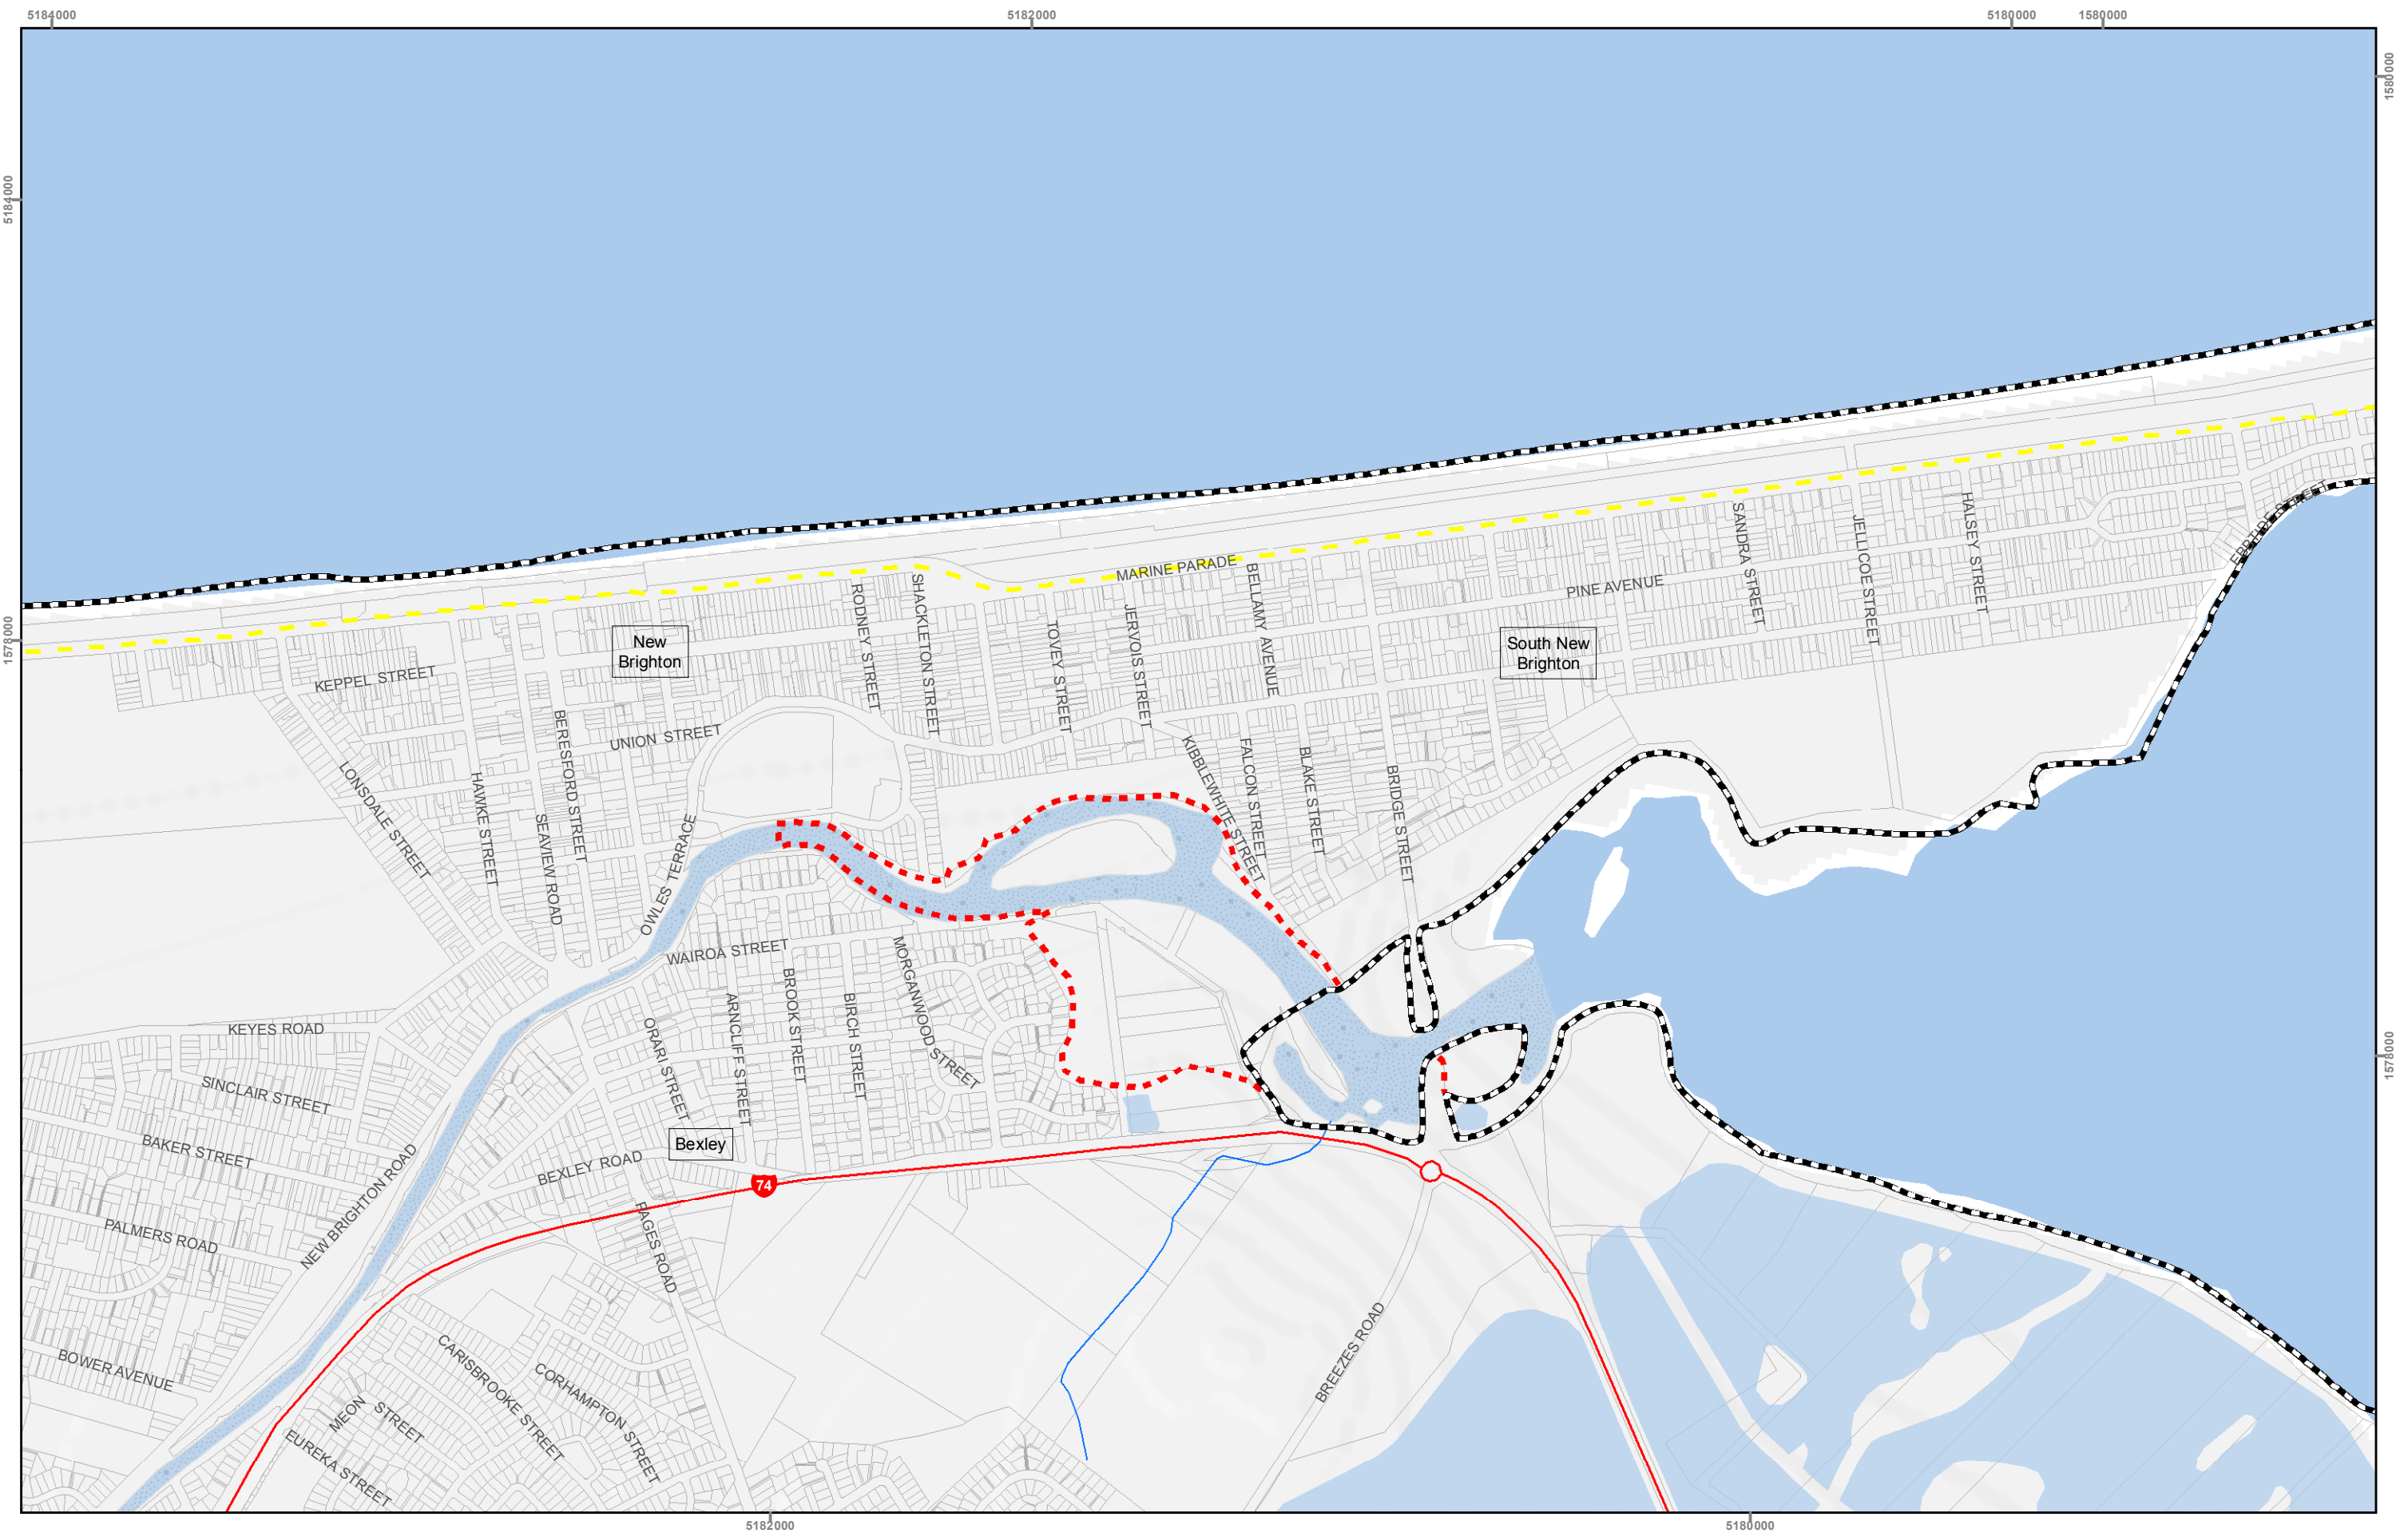 5184000
5182000
5180000
1580000
1580000
5184000
1578000
MARINE PARADE
PINE AVENUE
SANDRA STREET
JELLICOE STREET
HALSEY STREET
New
Brighton
South New
Brighton
KEPPEL STREET
UNION STREET
RODNEY STREET
SHACKLETON STREET
TOVEY STREET
JERVOIS STREET
BELLAMY AVENUE
LONSDALE STREET
HAWKE STREET
BERESFORD STREET
SEAVIEW ROAD
OWLES TERRACE
KIBBLEWHITE STREET
FALCON STREET
BLAKE STREET
BRIDGE STREET
WAIROA STREET
MORGANWOOD STREET
KEYES ROAD
ORARI STREET
ARNCLIFF STREET
BROOK STREET
BIRCH STREET
SINCLAIR STREET
BAKER STREET
1578000
Bexley
BEXLEY ROAD
74
PAGES ROAD
NEW BRIGHTON ROAD
PALMERS ROAD
BOWER AVENUE
CARISBROOKE STREET
CORHAMPTON STREET
MEON STREET
EUREKA STREET
BREEZES ROAD
5182000
5180000